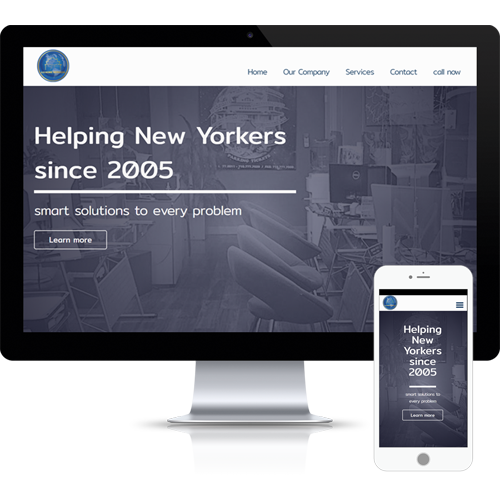 Home Our Company Services Contact call now
Helping New Yorkers
since 2005
smart solutions to every problem
Learn more
Helping
New
Yorkers
since
2005
smart solutions
to every problem
Learn more